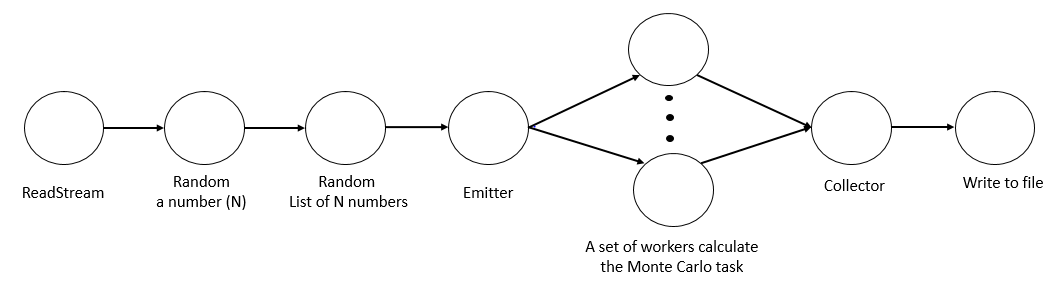 ReadStream
Random
a number (N)
Random
List of N numbers
Emitter
A set of workers calculate
the Monte Carlo task
Collector
Write to file